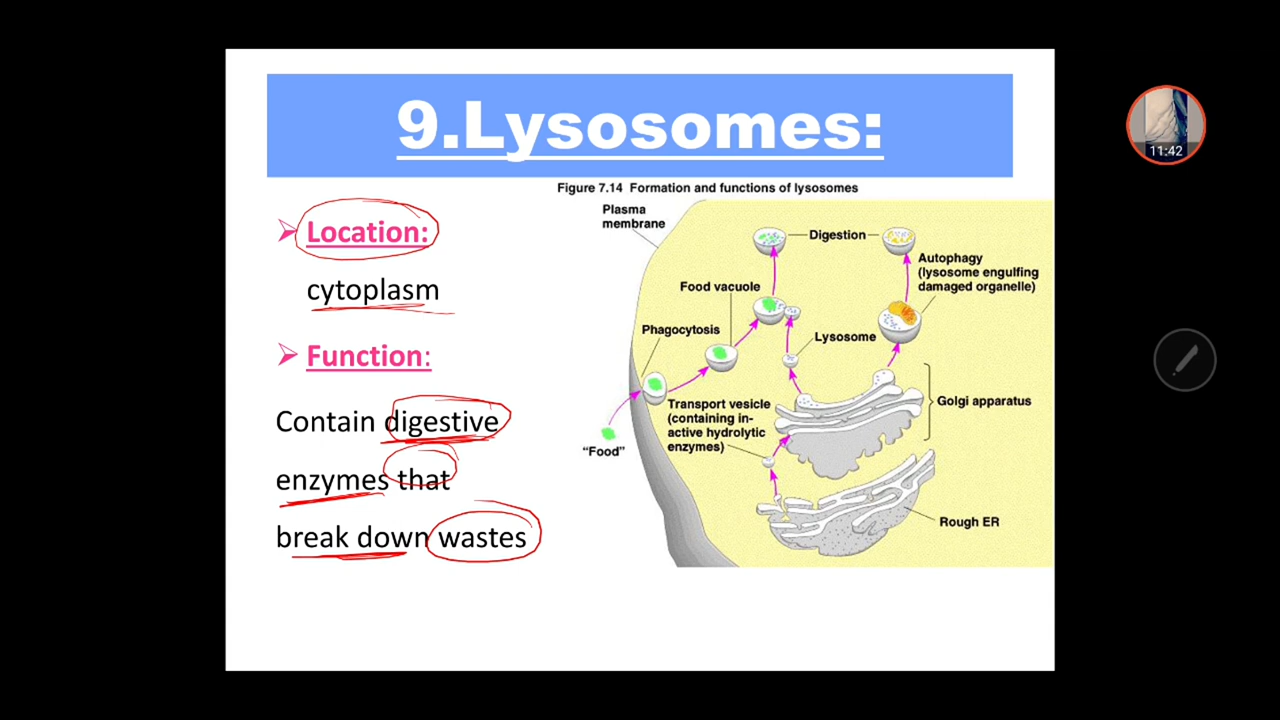 9.Lysosomes:
Figure 7.14 Formation and functions of lysosomes
➢ Location:
cytoplasm
➢ Function:
Contain digestive
enzymes that
break down wastes
Plasma
membrane
Digestion
Autophagy
(lysosome engulfing
damaged organelle)
Food vacuole
Phagocytosis
Lysosome
Transport vesicle
(containing in-
active hydrolytic
enzymes)
Golgi apparatus
“Food”
Rough ER
11:42